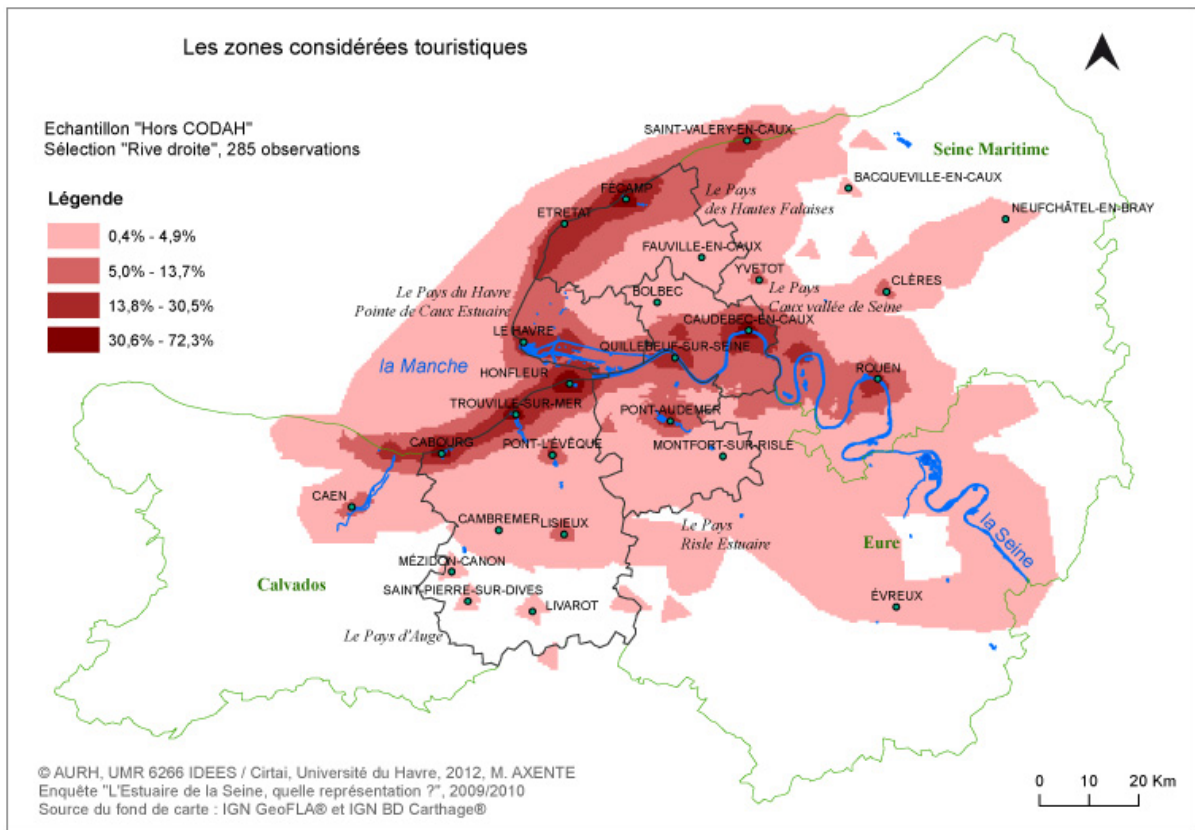 Les zones considérées touristiques
Echantillon "Hors CODAH"
Sélection "Rive droite", 285 observations
Légende
0,4% - 4,9%
5,0% - 13,7%
13,8% - 30,5%
30,6% - 72,3%
SAINT-VALERY-EN-CAUX
Seine Maritime
BACQUEVILLE-EN-CAUX
FÉCAMP
Le Pays
des Hautes Falaises
NEUFCHÂTEL-EN-BRAY
ETRETAT
FAUVILLE-EN-CAUX
YVETOT
CLÈRES
Le Pays du Havre
Pointe de Caux Estuaire
BOLBEC
Le Pays
Caux vallée de Seine
CAUDEBEC-EN-CAUX
LE HAVRE
QUILLEBEUF-SUR-SEINE
la Manche
HONFLEUR
ROUEN
TROUVILLE-SUR-MER
PONT-AUDEMER
CABOURG
PONT-L'ÉVÊQUE
MONTFORT-SUR-RISLE
CAEN
CAMBREMER
LISIEUX
Le Pays
Risle Estuaire
la Seine
Eure
MÉZIDON-CANON
Calvados
SAINT-PIERRE-SUR-DIVES
LIVAROT
ÉVREUX
Le Pays d'Auge
© AURH, UMR 6266 IDEES / Cirtai, Université du Havre, 2012, M. AXENTE
Enquête "L'Estuaire de la Seine, quelle représentation ?", 2009/2010
Source du fond de carte : IGN GeoFLA® et IGN BD Carthage®
0 10 20 Km